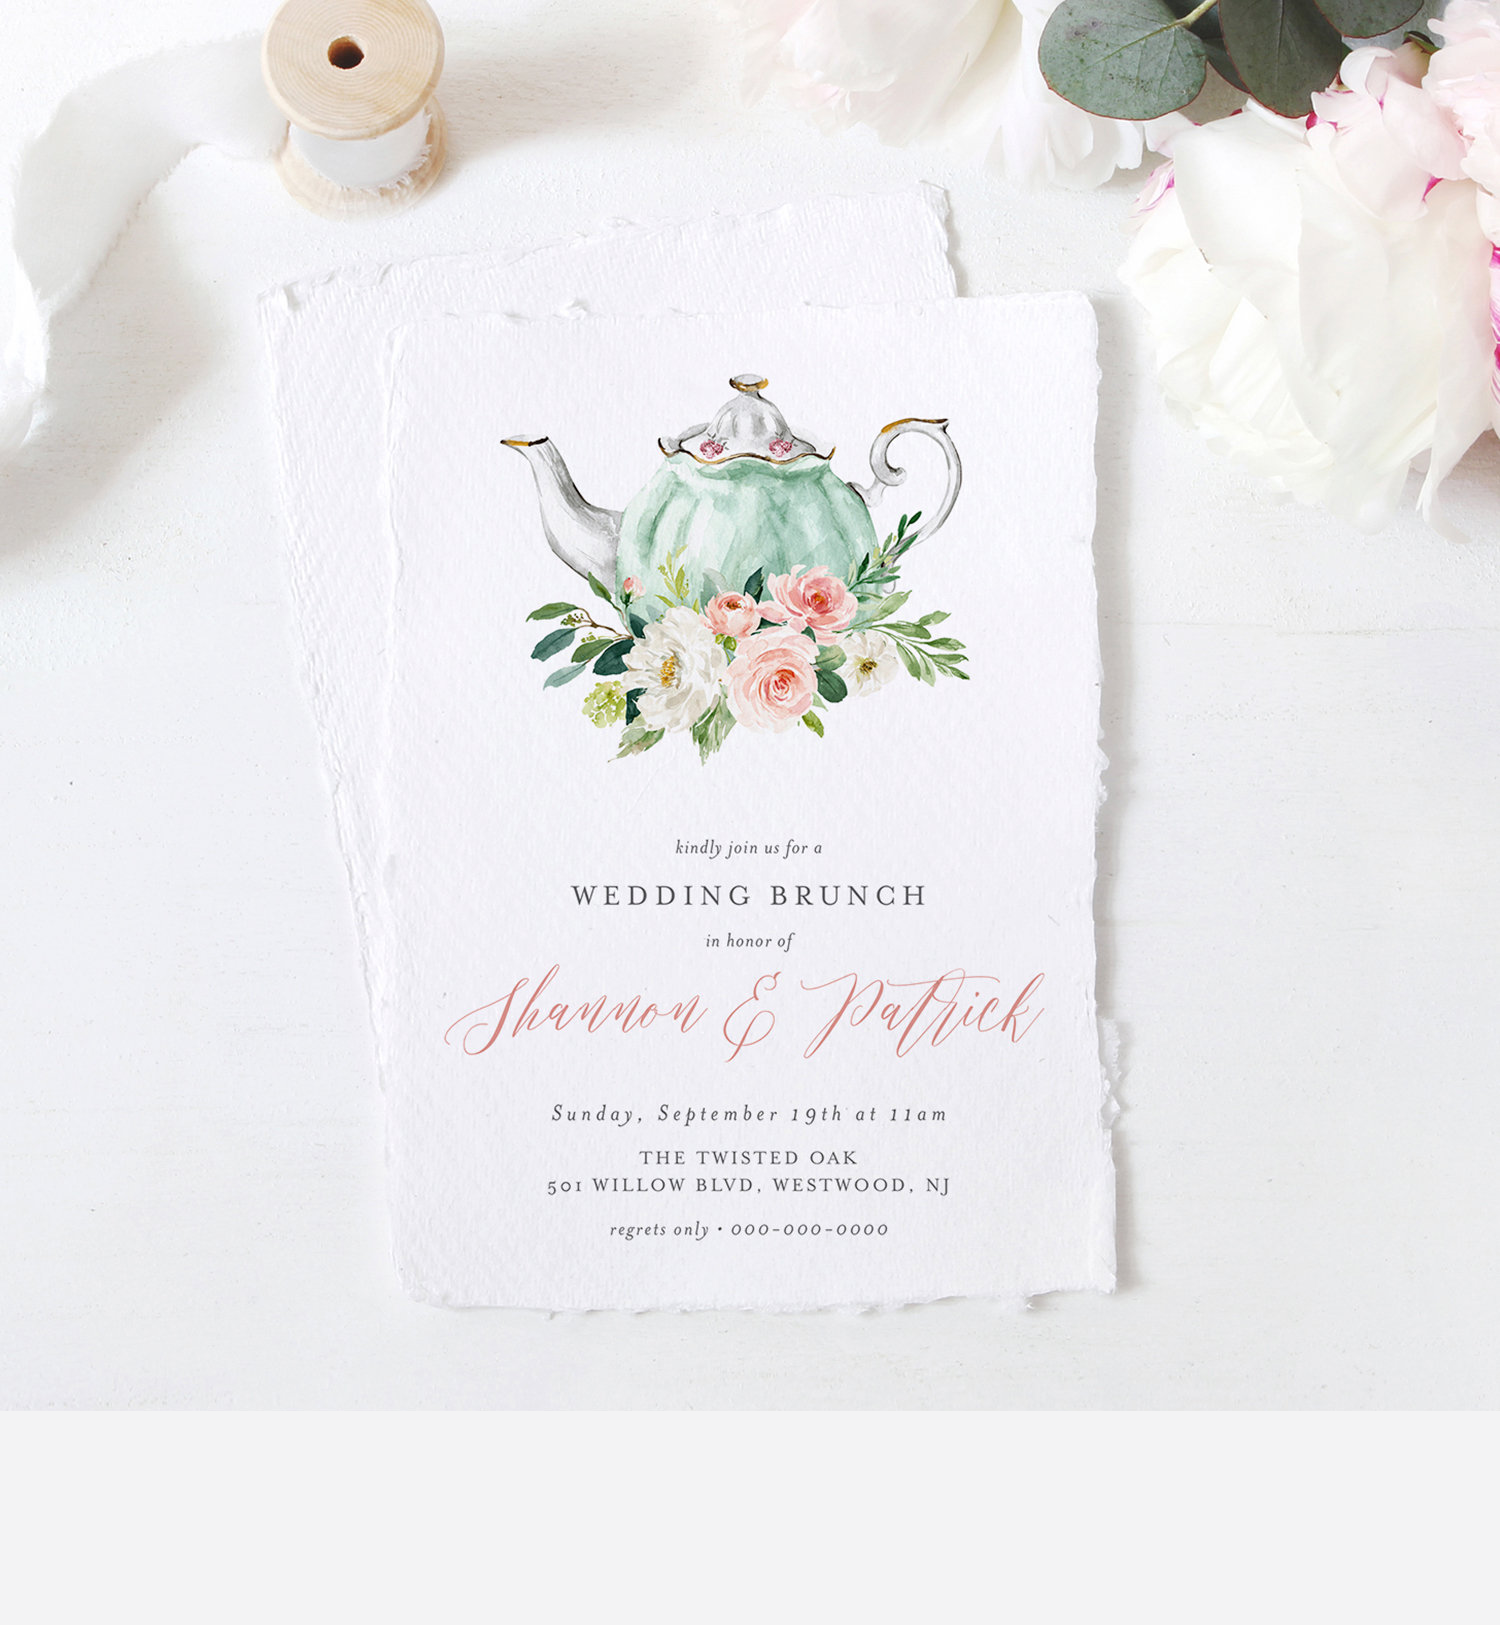 kindly join us for a
WEDDING BRUNCH
in honor of
Shannon & Patrick
Sunday, September 19th at 11am
THE TWISTED OAK
501 WILLOW BLVD, WESTWOOD, NJ
regrets only • 000-000-0000